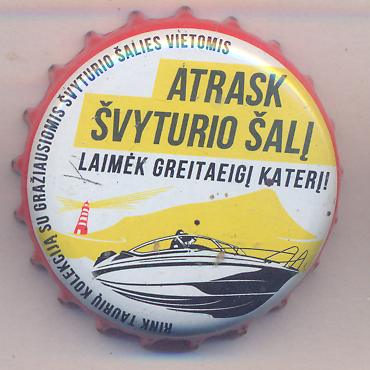 ATRASK
ŠVYTURIO ŠALĮ
LAIMĖK GREITAEIGĮ KATERĮ!
RINK TAURIŲ KOLEKCIJĄ SU GRAŽIAUSIOMIS ŠVYTURIO ŠALIES VIETOMIS